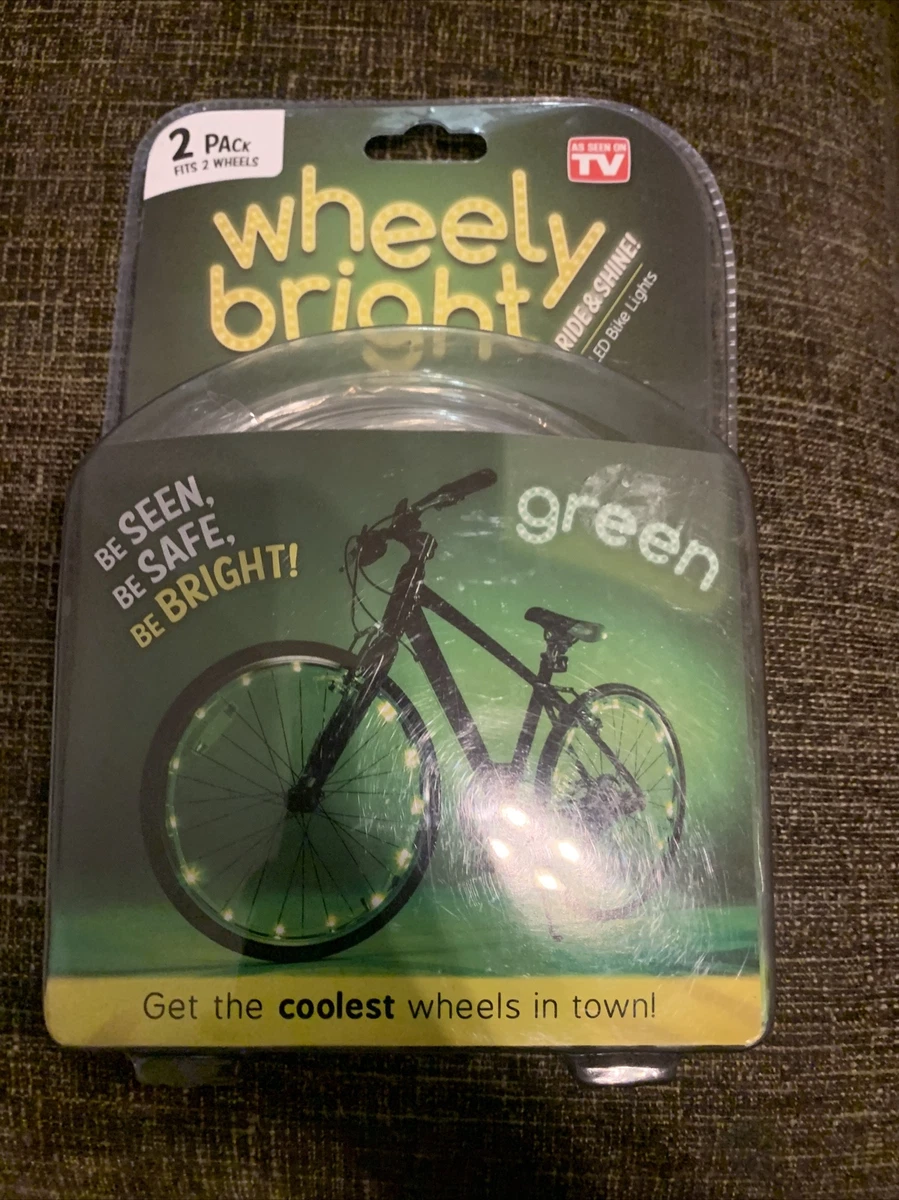 2 PACK
FITS 2 WHEELS
AS SEEN ON
TV
wheely
bright
RIDE & SHINE!
LED Bike Lights
BE SEEN,
BE SAFE,
BE BRIGHT!
green
Get the coolest wheels in town!